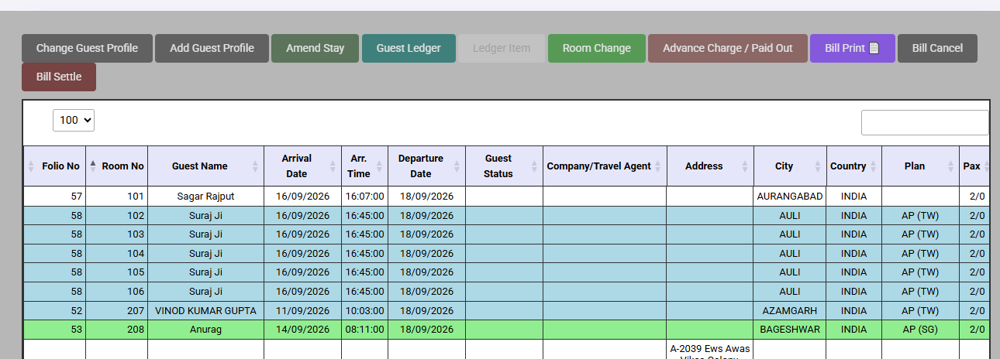 Change Guest Profile Add Guest Profile Amend Stay Guest Ledger Ledger Item Room Change Advance Charge / Paid Out Bill Print Bill Cancel
Bill Settle
100
Folio No Room No Guest Name Arrival Date Arr. Time Departure Date Guest Status Company/Travel Agent Address City Country Plan Pax
57 101 Sagar Rajput 16/09/2026 16:07:00 18/09/2026 AURANGABAD INDIA 2/0
58 102 Suraj Ji 16/09/2026 16:45:00 18/09/2026 AULI INDIA AP (TW) 2/0
58 103 Suraj Ji 16/09/2026 16:45:00 18/09/2026 AULI INDIA AP (TW) 2/0
58 104 Suraj Ji 16/09/2026 16:45:00 18/09/2026 AULI INDIA AP (TW) 2/0
58 105 Suraj Ji 16/09/2026 16:45:00 18/09/2026 AULI INDIA AP (TW) 2/0
58 106 Suraj Ji 16/09/2026 16:45:00 18/09/2026 AULI INDIA AP (TW) 2/0
52 207 VINOD KUMAR GUPTA 11/09/2026 10:03:00 18/09/2026 AZAMGARH INDIA AP (TW) 2/0
53 208 Anurag 14/09/2026 08:11:00 18/09/2026 BAGESHWAR INDIA AP (SG) 2/0
A-2039 Ews Awas